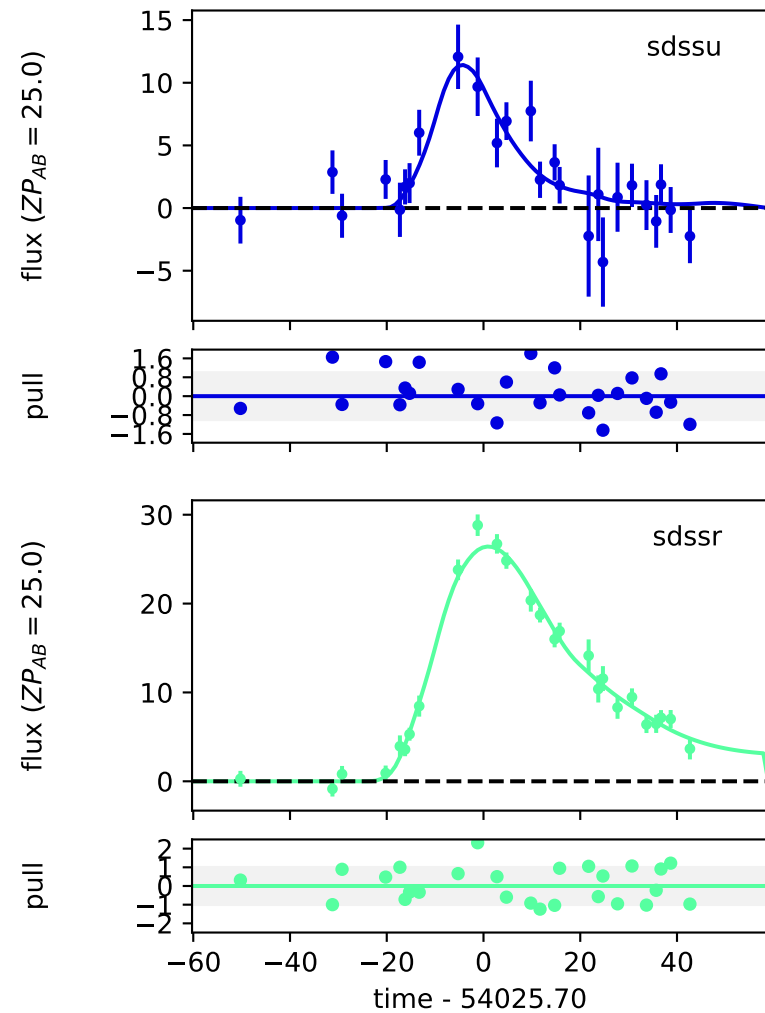 15
sdssu
10
5
0
−5
flux (ZP_AB = 25.0)
1.6
0.8
0.0
−0.8
−1.6
pull
30
sdssr
20
10
0
flux (ZP_AB = 25.0)
2
1
0
−1
−2
pull
−60 −40 −20 0 20 40
time - 54025.70